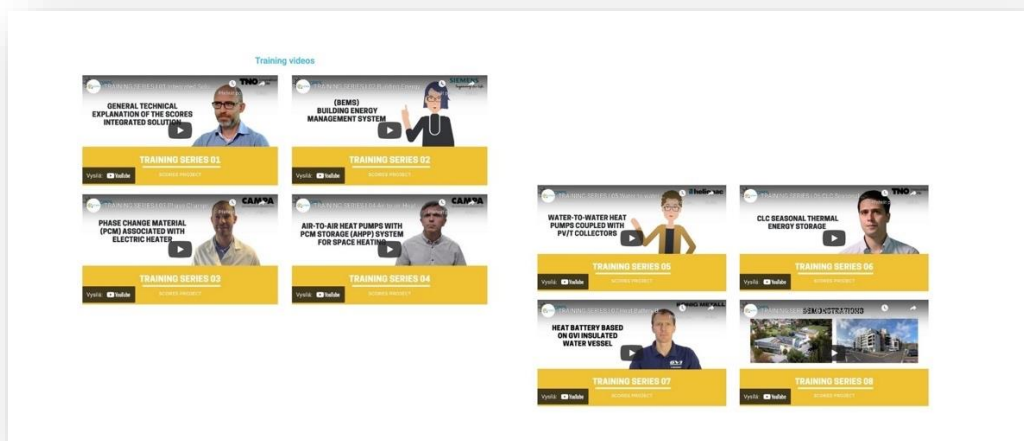 Training videos
TNO
GENERAL TECHNICAL
EXPLANATION OF THE SCORES
INTEGRATED SOLUTION
TRAINING SERIES 01
SCORES PROJECT
Vysílá: YouTube
SIEMENS
(BEMS)
BUILDING ENERGY
MANAGEMENT SYSTEM
TRAINING SERIES 02
SCORES PROJECT
Vysílá: YouTube
CAMPA
PHASE CHANGE MATERIAL
(PCM) ASSOCIATED WITH
ELECTRIC HEATER
TRAINING SERIES 03
SCORES PROJECT
Vysílá: YouTube
CAMPA
AIR-TO-AIR HEAT PUMPS WITH
PCM STORAGE (AHPP) SYSTEM
FOR SPACE HEATING
TRAINING SERIES 04
SCORES PROJECT
Vysílá: YouTube
heliopac
WATER-TO-WATER HEAT
PUMPS COUPLED WITH
PV/T COLLECTORS
TRAINING SERIES 05
SCORES PROJECT
Vysílá: YouTube
TNO
CLC SEASONAL THERMAL
ENERGY STORAGE
TRAINING SERIES 06
SCORES PROJECT
Vysílá: YouTube
HEAT BATTERY BASED
ON GVI INSULATED
WATER VESSEL
TRAINING SERIES 07
SCORES PROJECT
Vysílá: YouTube
DEMONSTRATIONS
TRAINING SERIES 08
SCORES PROJECT
Vysílá: YouTube